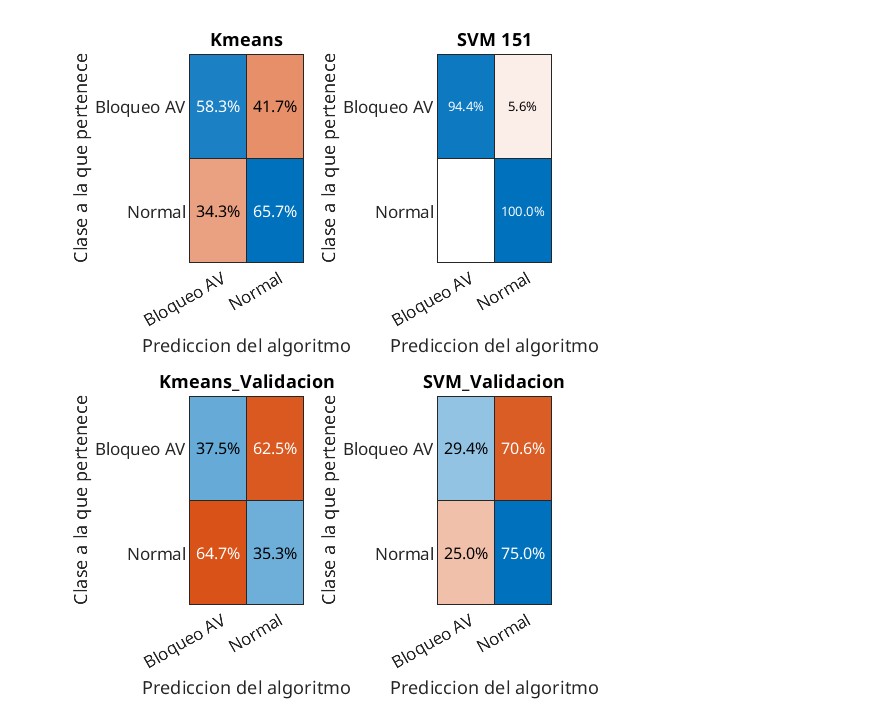 Kmeans
Clase a la que pertenece
Bloqueo AV
58.3%
41.7%
Normal
34.3%
65.7%
Bloqueo AV
Normal
Prediccion del algoritmo
SVM 151
Clase a la que pertenece
Bloqueo AV
94.4%
5.6%
Normal
100.0%
Bloqueo AV
Normal
Prediccion del algoritmo
Kmeans_Validacion
Clase a la que pertenece
Bloqueo AV
37.5%
62.5%
Normal
64.7%
35.3%
Bloqueo AV
Normal
Prediccion del algoritmo
SVM_Validacion
Clase a la que pertenece
Bloqueo AV
29.4%
70.6%
Normal
25.0%
75.0%
Bloqueo AV
Normal
Prediccion del algoritmo